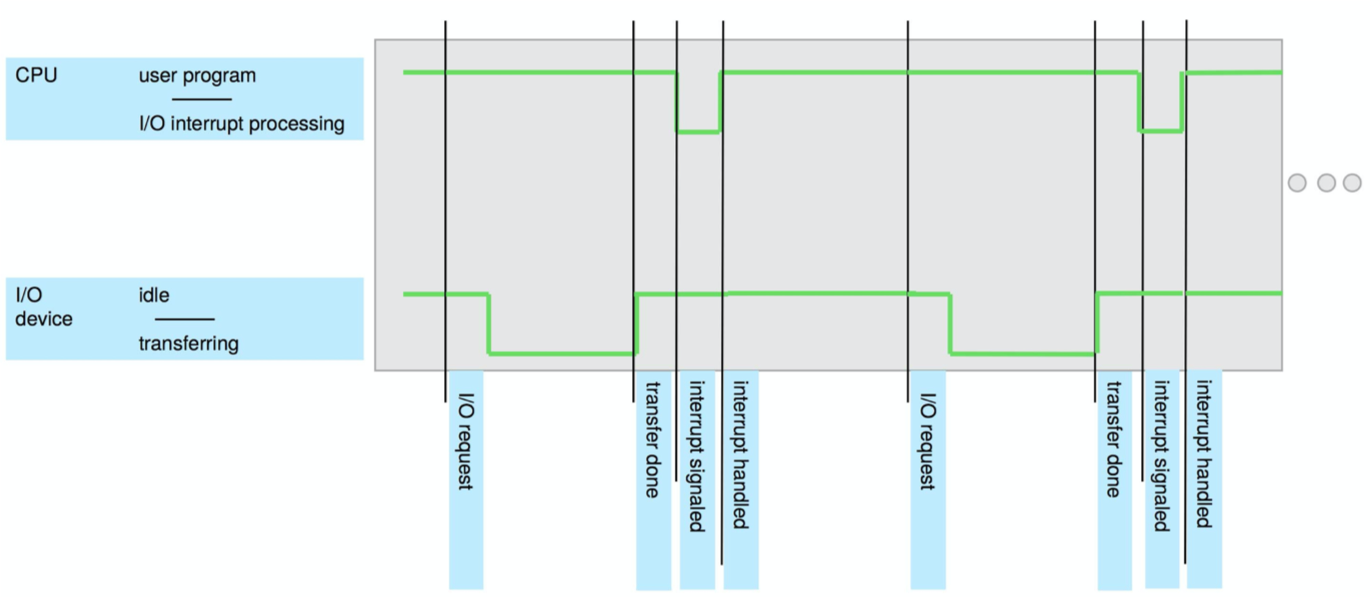 CPU
user program
I/O interrupt processing
I/O
device
idle
transferring
I/O request
transfer done
interrupt signaled
interrupt handled
I/O request
transfer done
interrupt signaled
interrupt handled